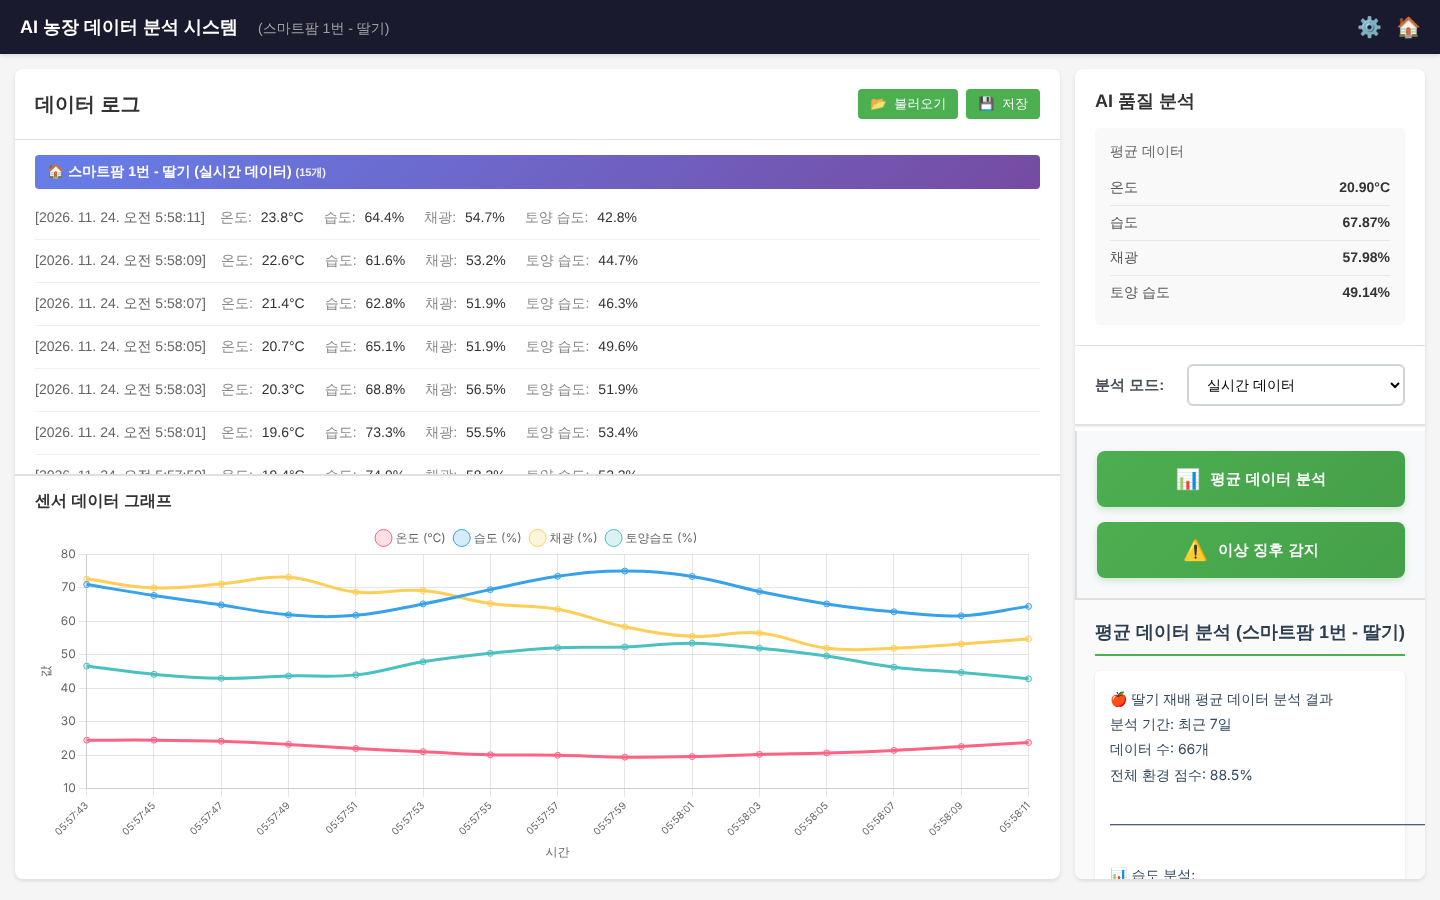 AI 농장 데이터 분석 시스템 (스마트팜 1번 - 딸기)
데이터 로그
불러오기
저장
스마트팜 1번 - 딸기 (실시간 데이터) (15개)
[2026. 11. 24. 오전 5:58:11] 온도: 23.8°C 습도: 64.4% 채광: 54.7% 토양 습도: 42.8%
[2026. 11. 24. 오전 5:58:09] 온도: 22.6°C 습도: 61.6% 채광: 53.2% 토양 습도: 44.7%
[2026. 11. 24. 오전 5:58:07] 온도: 21.4°C 습도: 62.8% 채광: 51.9% 토양 습도: 46.3%
[2026. 11. 24. 오전 5:58:05] 온도: 20.7°C 습도: 65.1% 채광: 51.9% 토양 습도: 49.6%
[2026. 11. 24. 오전 5:58:03] 온도: 20.3°C 습도: 68.8% 채광: 56.5% 토양 습도: 51.9%
[2026. 11. 24. 오전 5:58:01] 온도: 19.6°C 습도: 73.3% 채광: 55.5% 토양 습도: 53.4%
센서 데이터 그래프
온도 (°C) 습도 (%) 채광 (%) 토양습도 (%)
80
70
60
50
40
30
20
10
값
05:57:43 05:57:45 05:57:47 05:57:49 05:57:51 05:57:53 05:57:55 05:57:57 05:57:59 05:58:01 05:58:03 05:58:05 05:58:07 05:58:09 05:58:11
시간
AI 품질 분석
평균 데이터
온도 20.90°C
습도 67.87%
채광 57.98%
토양 습도 49.14%
분석 모드: 실시간 데이터
평균 데이터 분석
이상 징후 감지
평균 데이터 분석 (스마트팜 1번 - 딸기)
딸기 재배 평균 데이터 분석 결과
분석 기간: 최근 7일
데이터 수: 66개
전체 환경 점수: 88.5%
습도 분석: